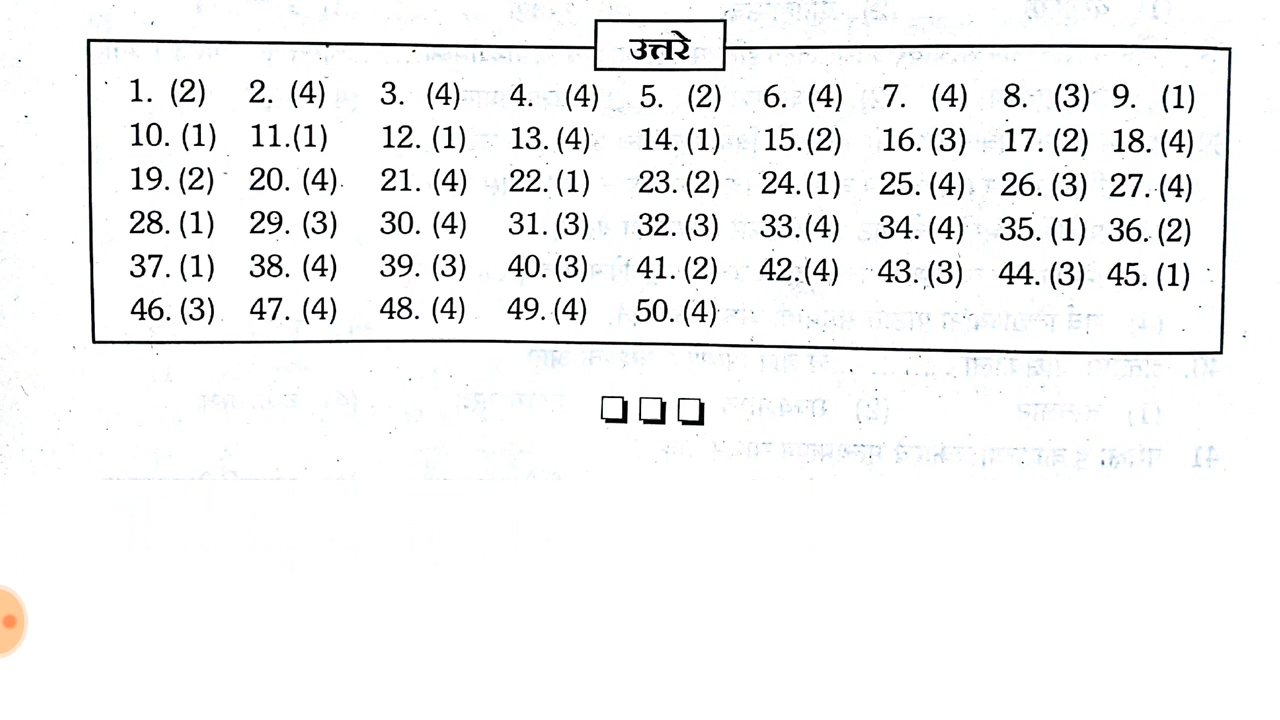 उत्तरे
1. (2) 2. (4) 3. (4) 4. (4) 5. (2) 6. (4) 7. (4) 8. (3) 9. (1)
10. (1) 11.(1) 12. (1) 13. (4) 14. (1) 15. (2) 16. (3) 17. (2) 18. (4)
19. (2) 20. (4) 21. (4) 22. (1) 23. (2) 24. (1) 25. (4) 26. (3) 27. (4)
28. (1) 29. (3) 30. (4) 31. (3) 32. (3) 33. (4) 34. (4) 35. (1) 36. (2)
37. (1) 38. (4) 39. (3) 40. (3) 41. (2) 42. (4) 43. (3) 44. (3) 45. (1)
46. (3) 47. (4) 48. (4) 49. (4) 50. (4)